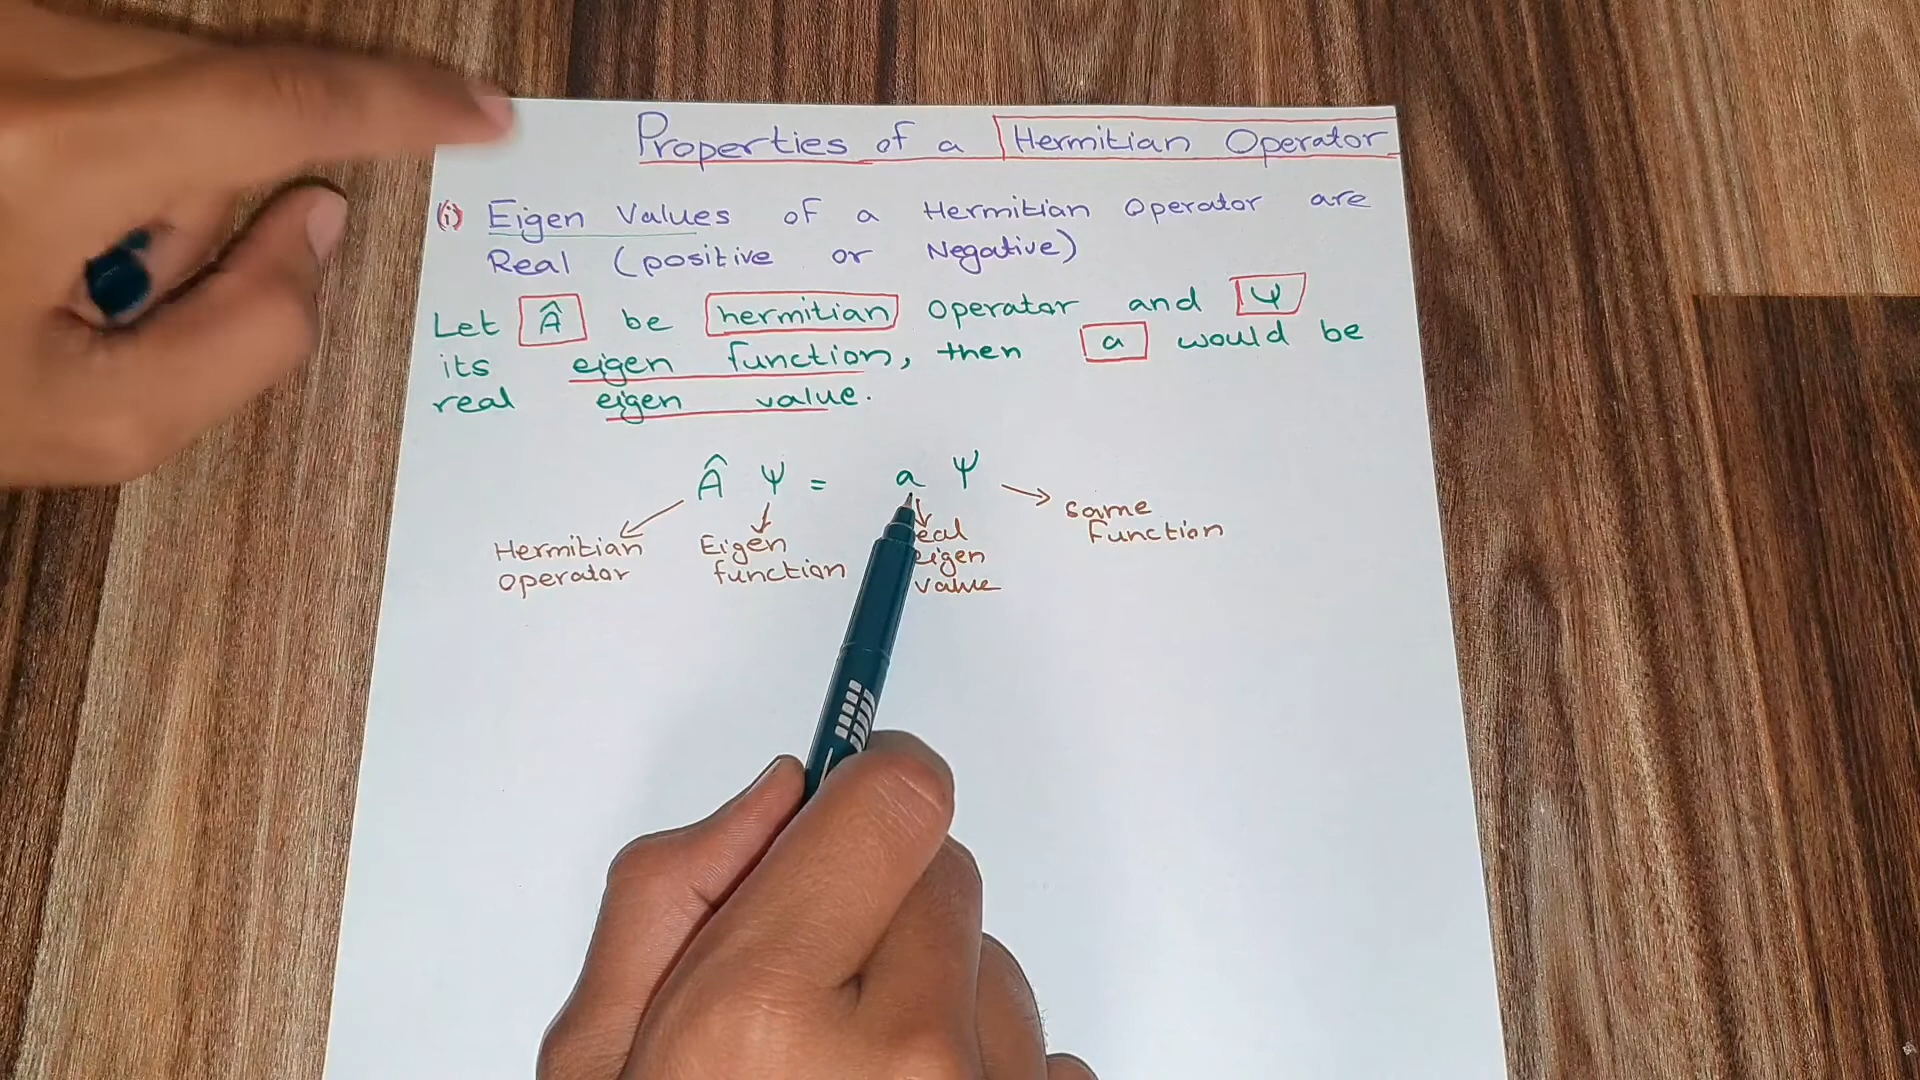 Properties of a Hermitian Operator
(i) Eigen Values of a Hermitian Operator are
Real (positive or Negative)
Let Â be hermitian operator and Ψ
its eigen function, then a would be
real eigen value.
Â Ψ = a Ψ
Hermitian
operator
Eigen
function
eigen
value
Same
Function